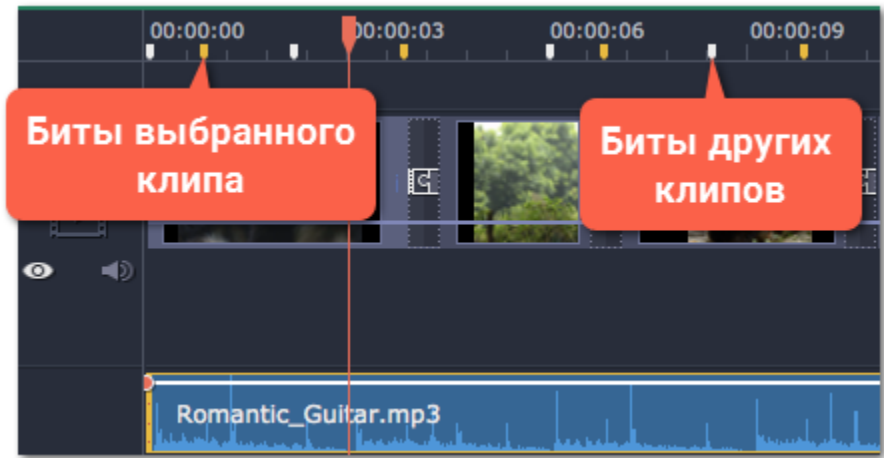 00:00:00 00:00:03 00:00:06 00:00:09
Биты выбранного
клипа
Биты других
клипов
Romantic_Guitar.mp3